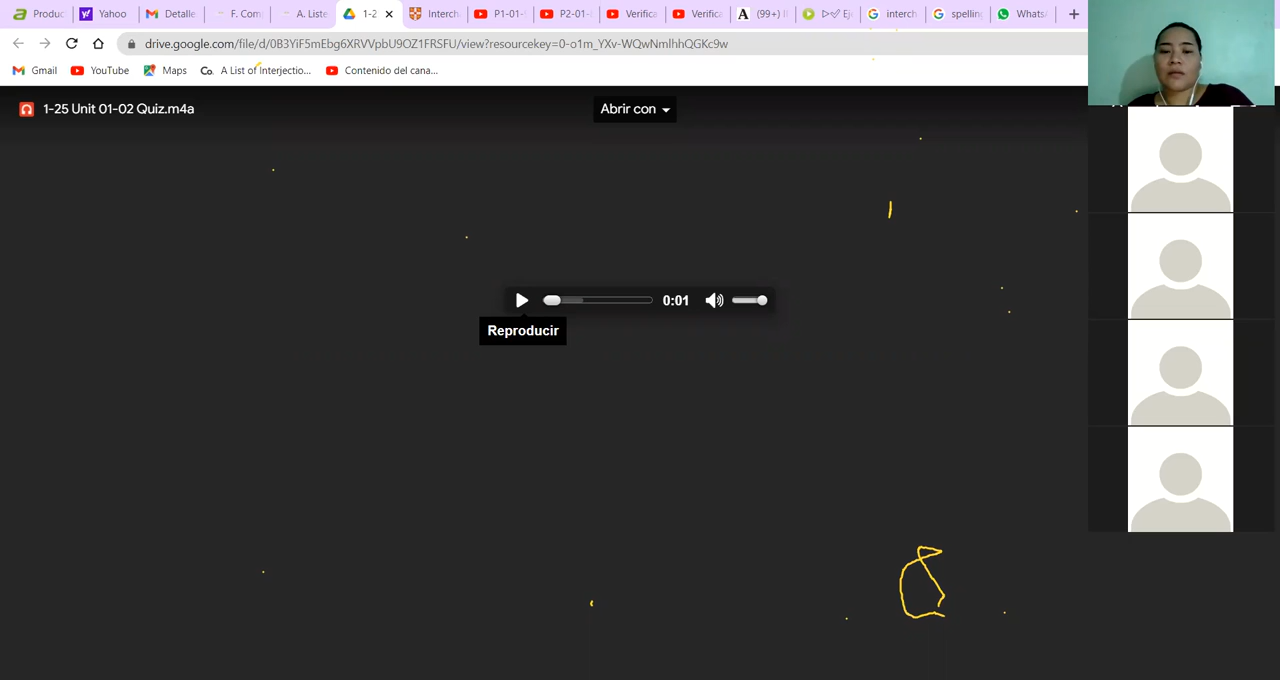 Produc Yahoo Detalle F. Com A. Liste 1-2 Interch P1-01- P2-01- Verifica Verifica (99+) Ej interch spelling Whats
drive.google.com/file/d/0B3YiF5mEbg6XRVVpbU9OZ1FRSFU/view?resourcekey=0-o1m_YXv-WQwNmlhhQGKc9w
Gmail YouTube Maps Co. A List of Interjectio... Contenido del cana...
1-25 Unit 01-02 Quiz.m4a Abrir con
0:01
Reproducir